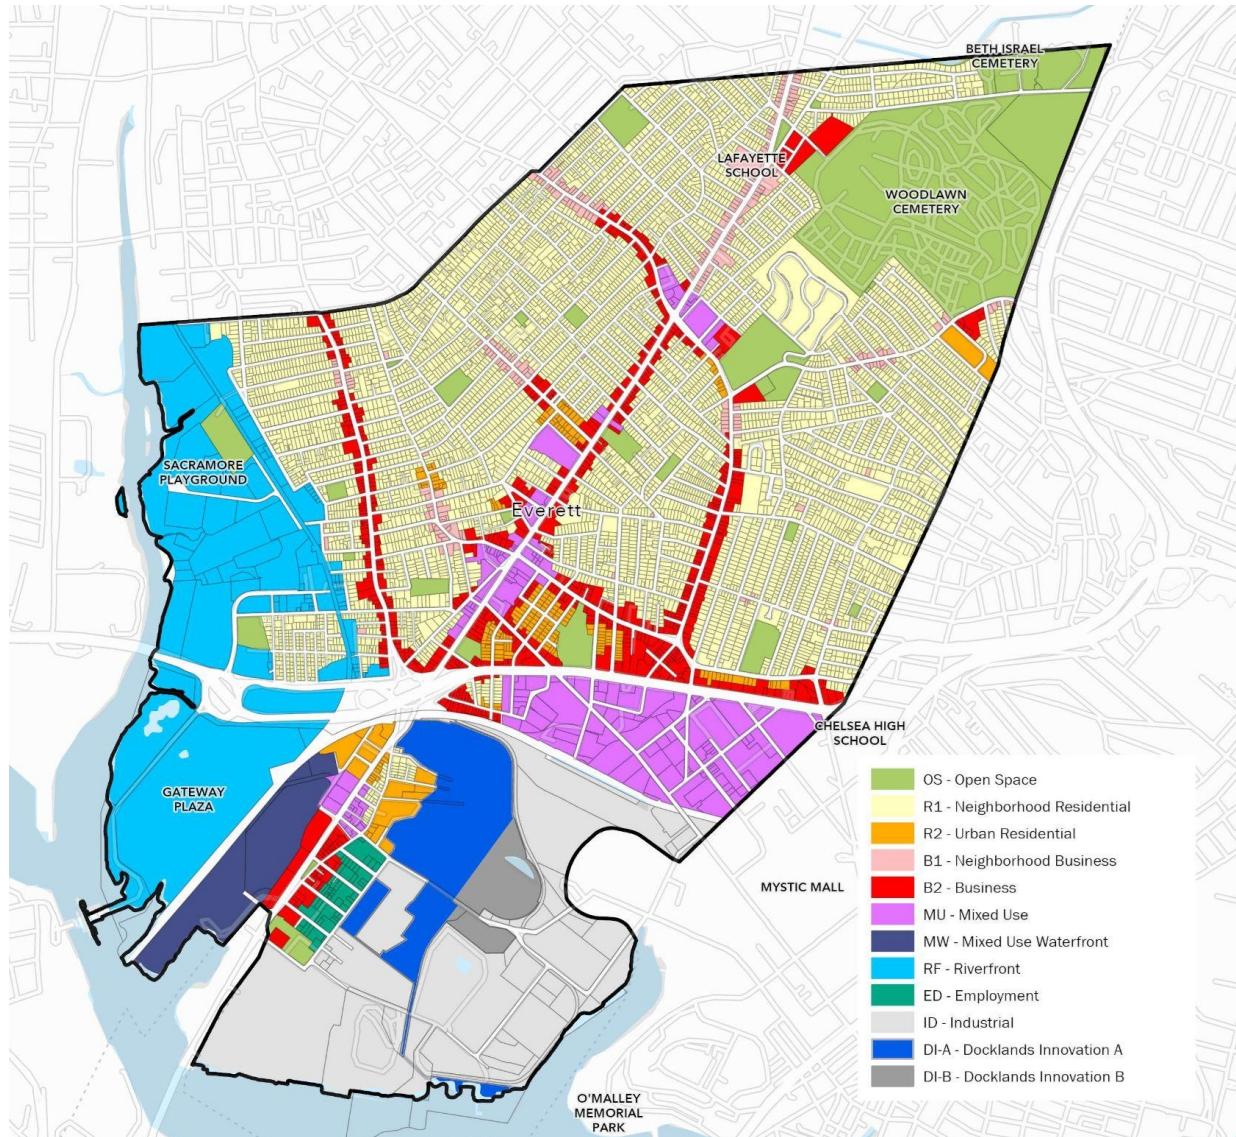 BETH ISRAEL
CEMETERY
LAFAYETTE
SCHOOL
WOODLAWN
CEMETERY
SACRAMORE
PLAYGROUND
Everett
CHELSEA HIGH
SCHOOL
GATEWAY
PLAZA
MYSTIC MALL
O'MALLEY
MEMORIAL
PARK
OS - Open Space
R1 - Neighborhood Residential
R2 - Urban Residential
B1 - Neighborhood Business
B2 - Business
MU - Mixed Use
MW - Mixed Use Waterfront
RF - Riverfront
ED - Employment
ID - Industrial
DI-A - Docklands Innovation A
DI-B - Docklands Innovation B